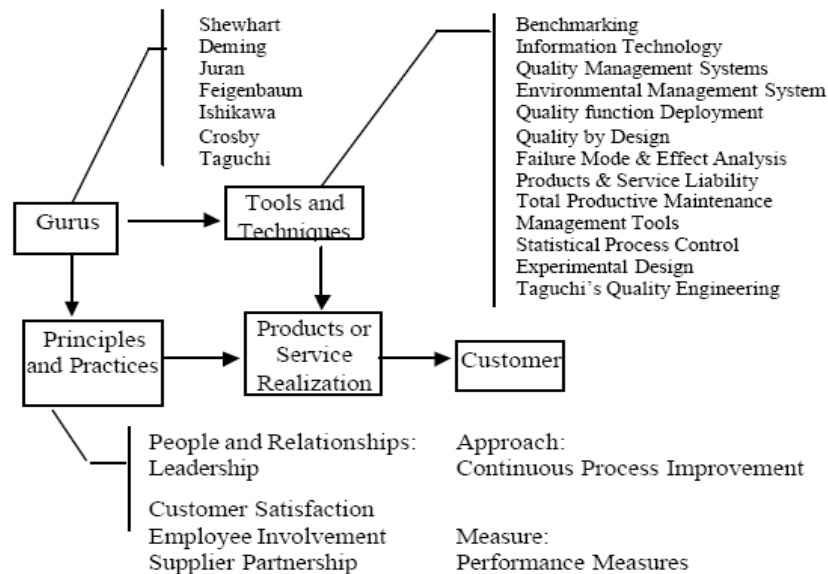 Shewhart
Deming
Juran
Feigenbaum
Ishikawa
Crosby
Taguchi
Benchmarking
Information Technology
Quality Management Systems
Environmental Management System
Quality function Deployment
Quality by Design
Failure Mode & Effect Analysis
Products & Service Liability
Total Productive Maintenance
Management Tools
Statistical Process Control
Experimental Design
Taguchi's Quality Engineering
Gurus
Tools and
Techniques
Principles
and Practices
Products or
Service
Realization
Customer
People and Relationships:
Leadership
Customer Satisfaction
Employee Involvement
Supplier Partnership
Approach:
Continuous Process Improvement
Measure:
Performance Measures